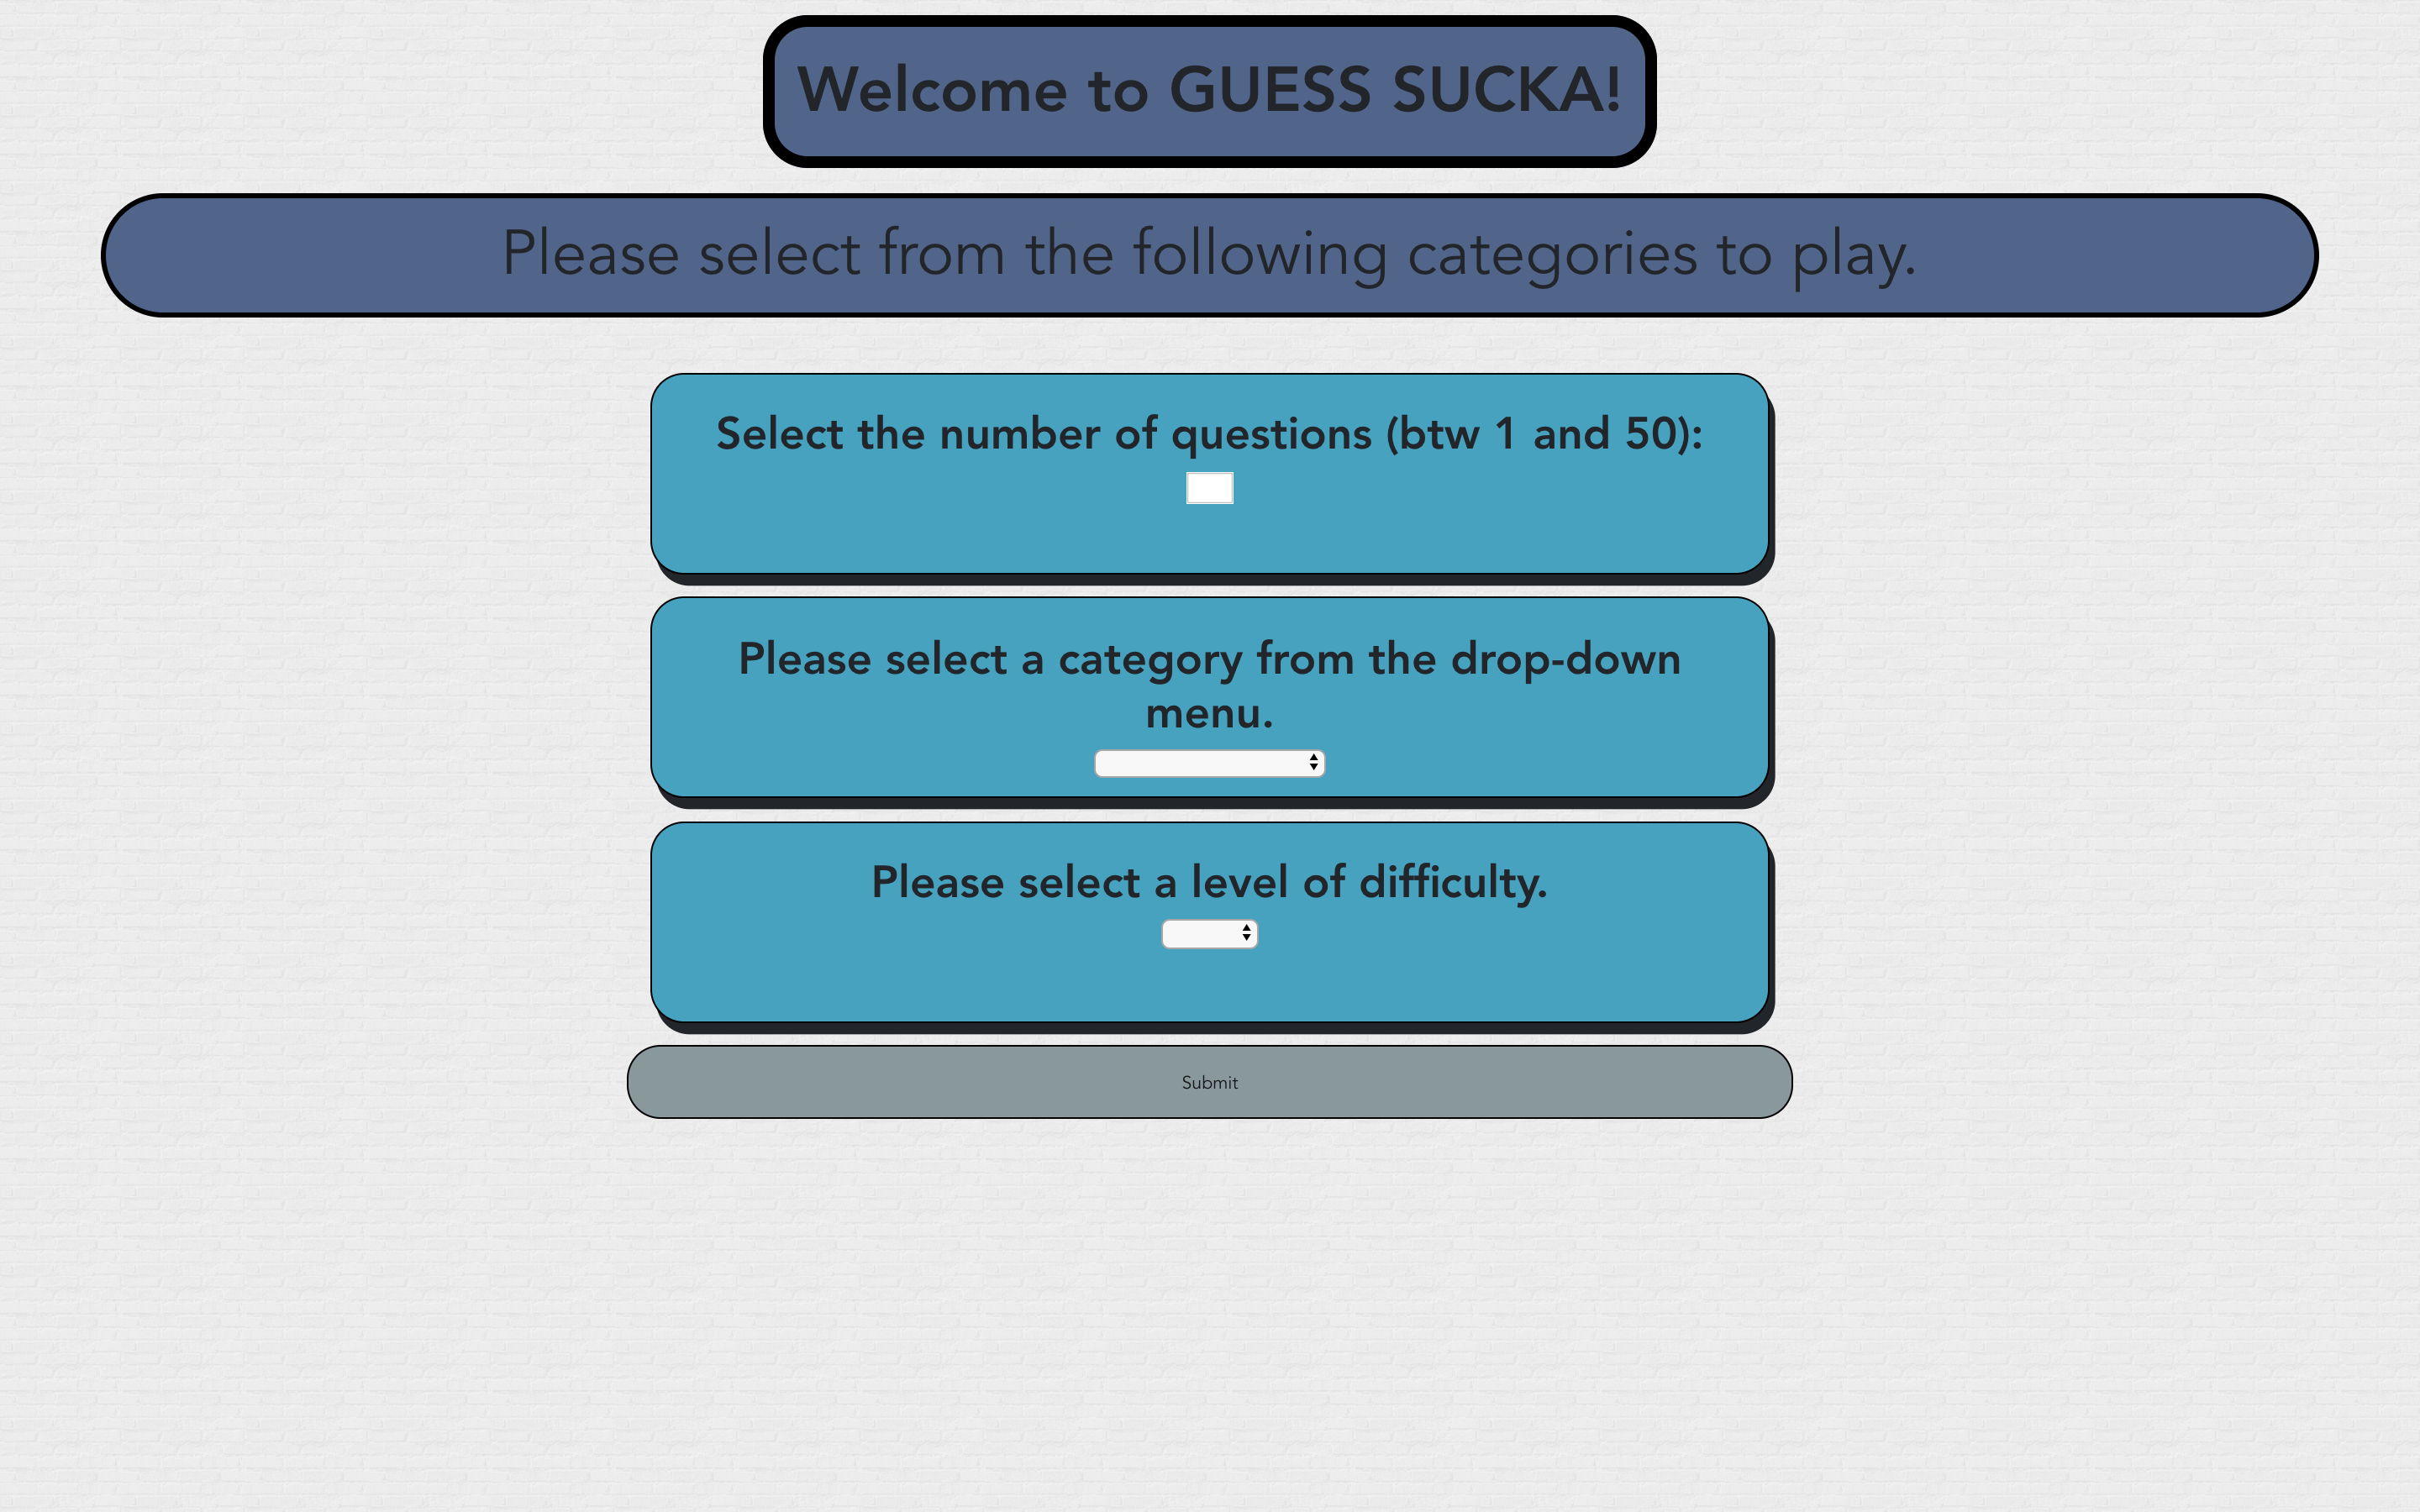 Welcome to GUESS SUCKA!
Please select from the following categories to play.
Select the number of questions (btw 1 and 50):
Please select a category from the drop-down
menu.
Please select a level of difficulty.
Submit